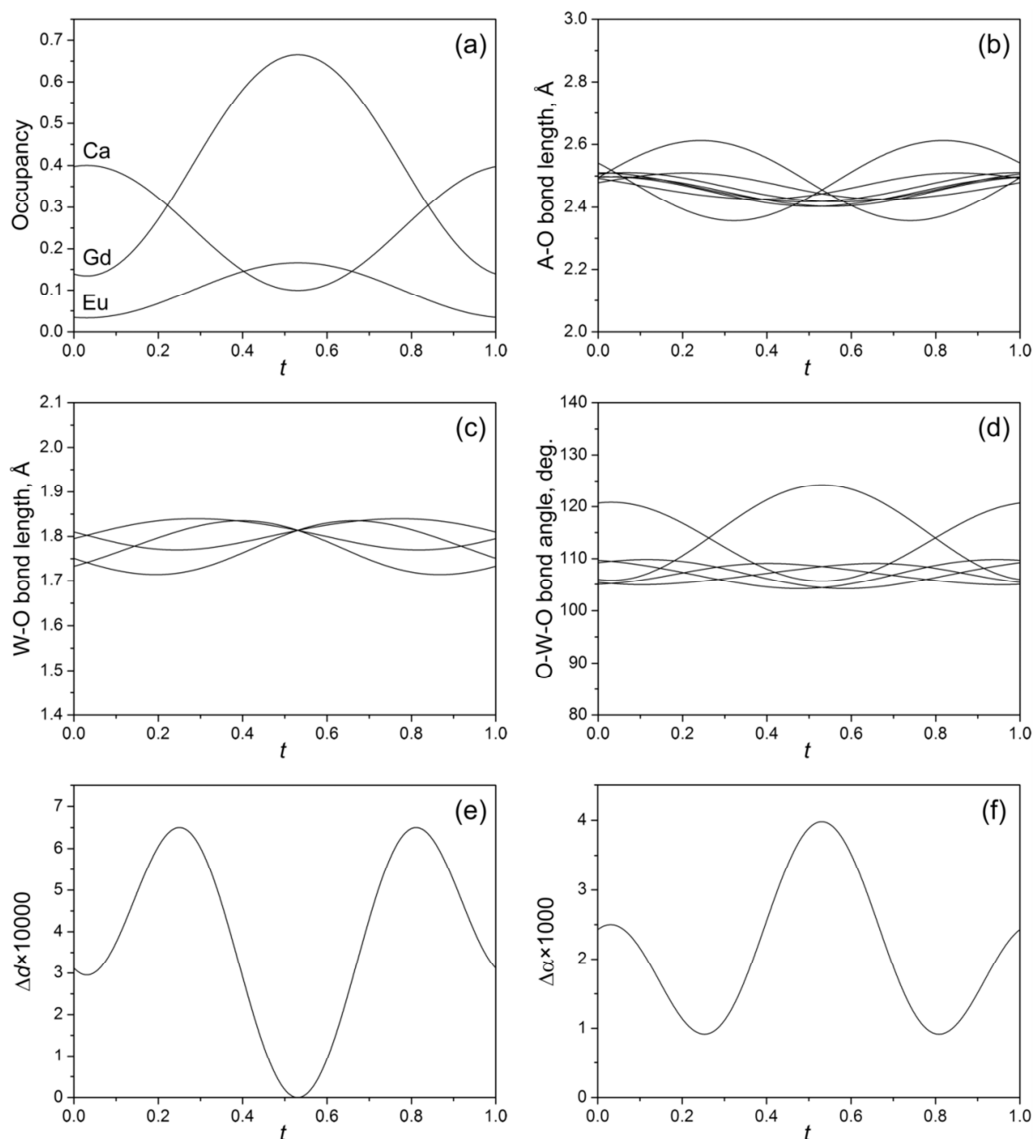 (a)
0.7
0.6
0.5
0.4
0.3
0.2
0.1
0.0
Occupancy
Ca
Gd
Eu
0.0 0.2 0.4 0.6 0.8 1.0
t
(b)
3.0
2.8
2.6
2.4
2.2
2.0
A-O bond length, Å
0.0 0.2 0.4 0.6 0.8 1.0
t
(c)
2.1
2.0
1.9
1.8
1.7
1.6
1.5
1.4
W-O bond length, Å
0.0 0.2 0.4 0.6 0.8 1.0
t
(d)
140
130
120
110
100
90
80
O-W-O bond angle, deg.
0.0 0.2 0.4 0.6 0.8 1.0
t
(e)
7
6
5
4
3
2
1
0
Δd×10000
0.0 0.2 0.4 0.6 0.8 1.0
t
(f)
4
3
2
1
0
Δα×1000
0.0 0.2 0.4 0.6 0.8 1.0
t